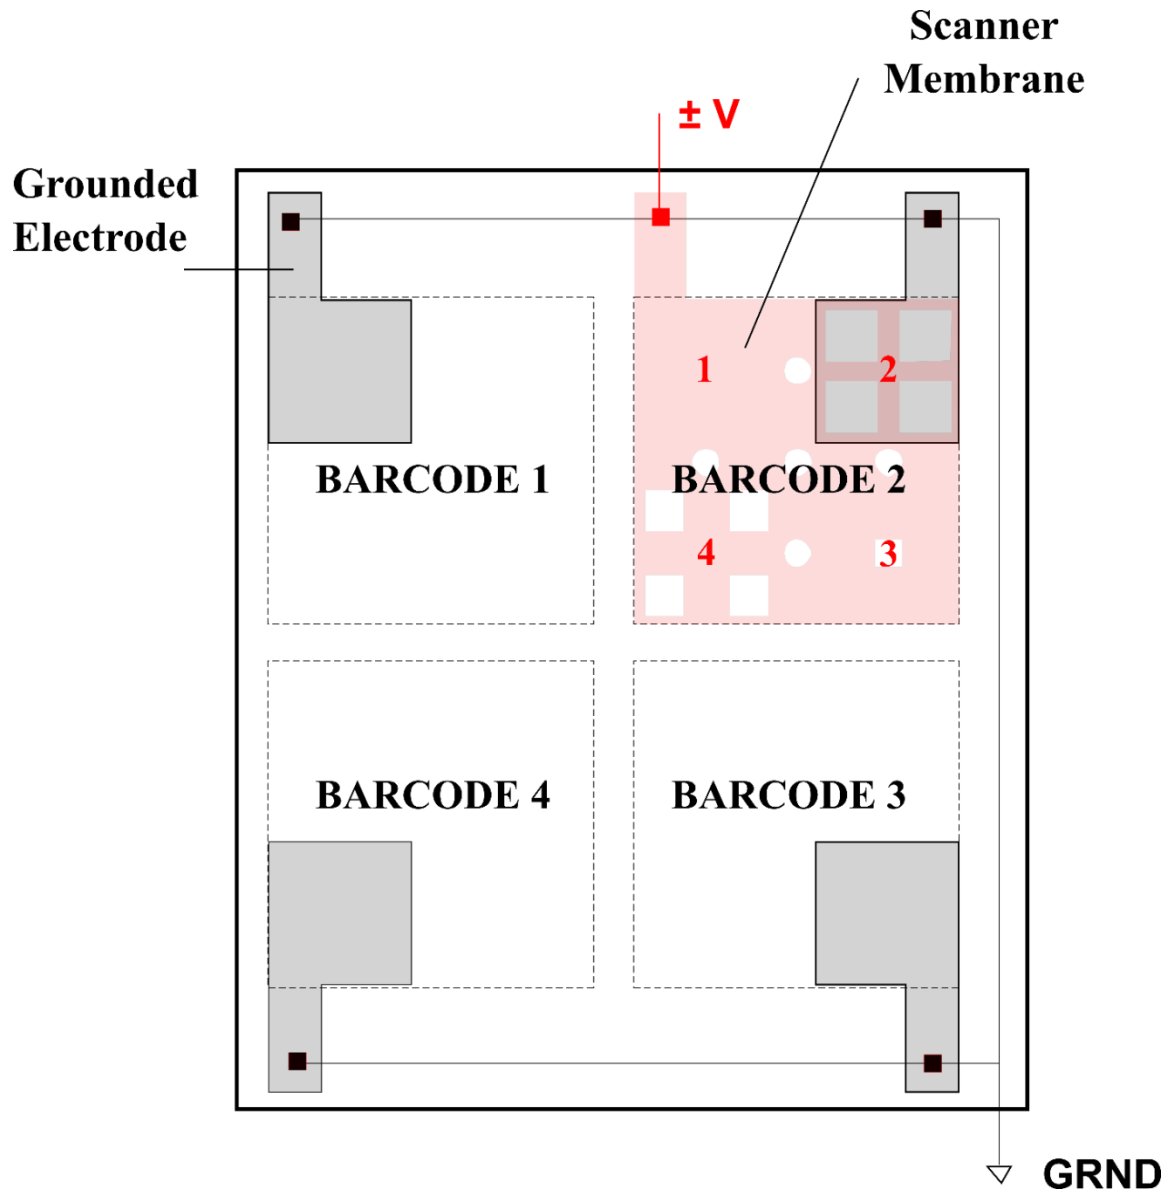 Scanner
Membrane
± V
Grounded
Electrode
1
2
BARCODE 1
BARCODE 2
4
3
BARCODE 4
BARCODE 3
GRND